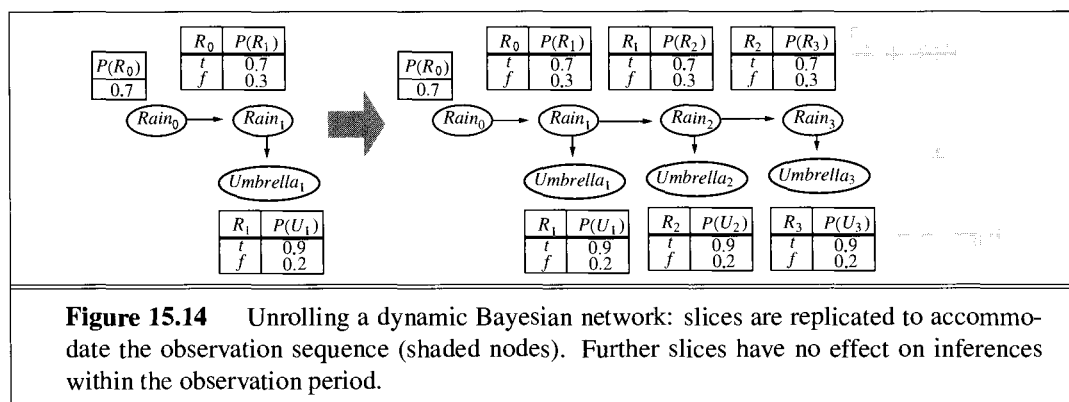 R0 P(R1) R0 P(R1) R1 P(R2) R2 P(R3)
P(R0) t 0.7 P(R0) t 0.7 t 0.7 t 0.7
0.7 f 0.3 0.7 f 0.3 f 0.3 f 0.3
Rain0 Rain1 Rain0 Rain1 Rain2 Rain3
Umbrella1 Umbrella1 Umbrella2 Umbrella3
R1 P(U1) R1 P(U1) R2 P(U2) R3 P(U3)
t 0.9 t 0.9 t 0.9 t 0.9
f 0.2 f 0.2 f 0.2 f 0.2
Figure 15.14 Unrolling a dynamic Bayesian network: slices are replicated to accommo-
date the observation sequence (shaded nodes). Further slices have no effect on inferences
within the observation period.